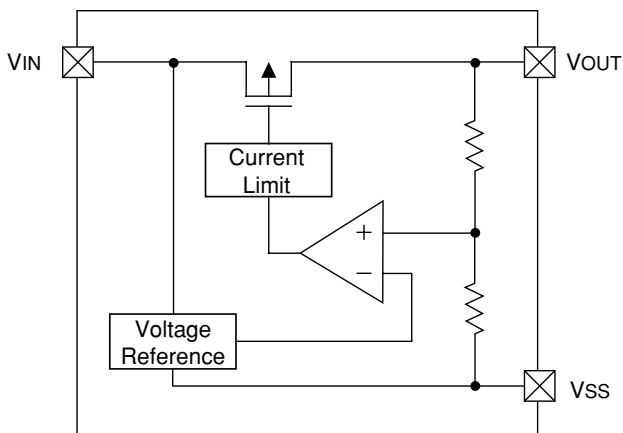 VIN
VOUT
Current
Limit
+
−
Voltage
Reference
VSS